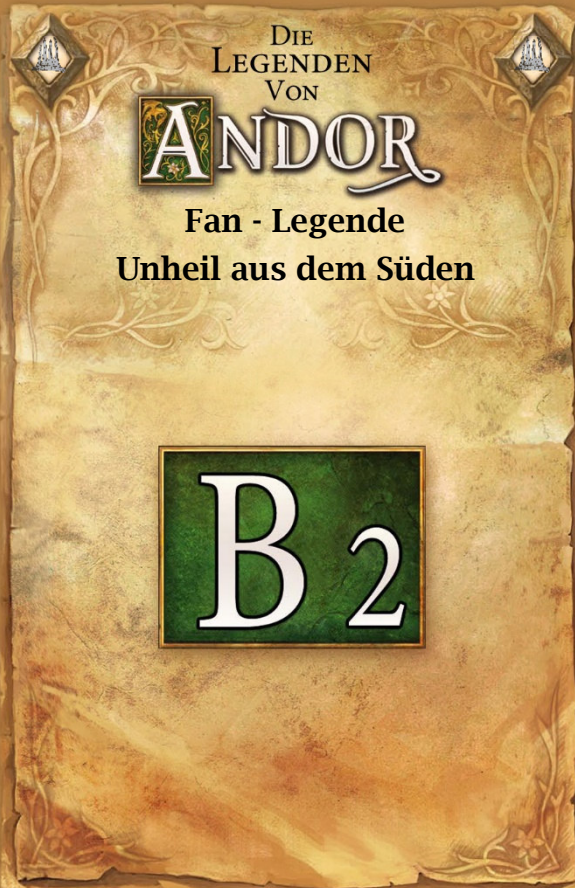 Die
Legenden
Von
Andor
Fan - Legende
Unheil aus dem Süden
B 2